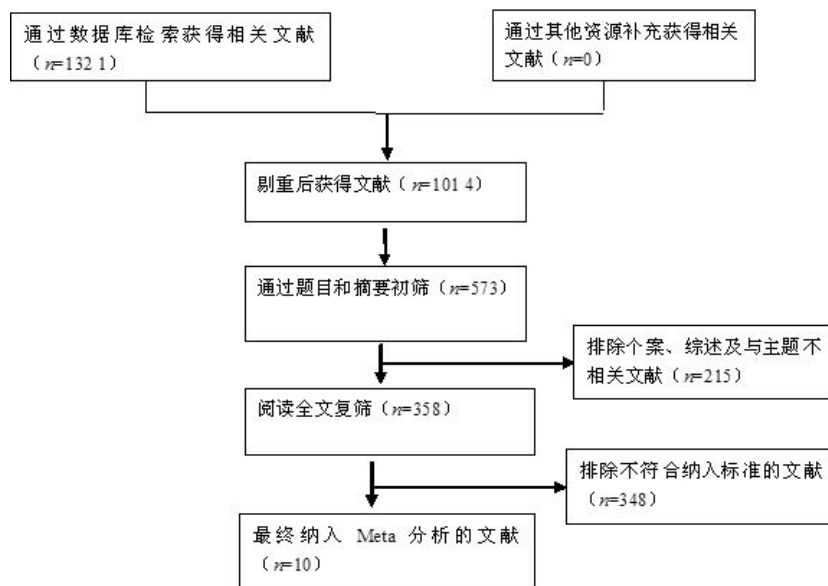 通过数据库检索获得相关文献
（n=132 1）
通过其他资源补充获得相关
文献（n=0）
剔重后获得文献（n=101 4）
通过题目和摘要初筛（n=573）
排除个案、综述及与主题不
相关文献（n=215）
阅读全文复筛（n=358）
排除不符合纳入标准的文献
（n=348）
最终纳入 Meta 分析的文献
（n=10）